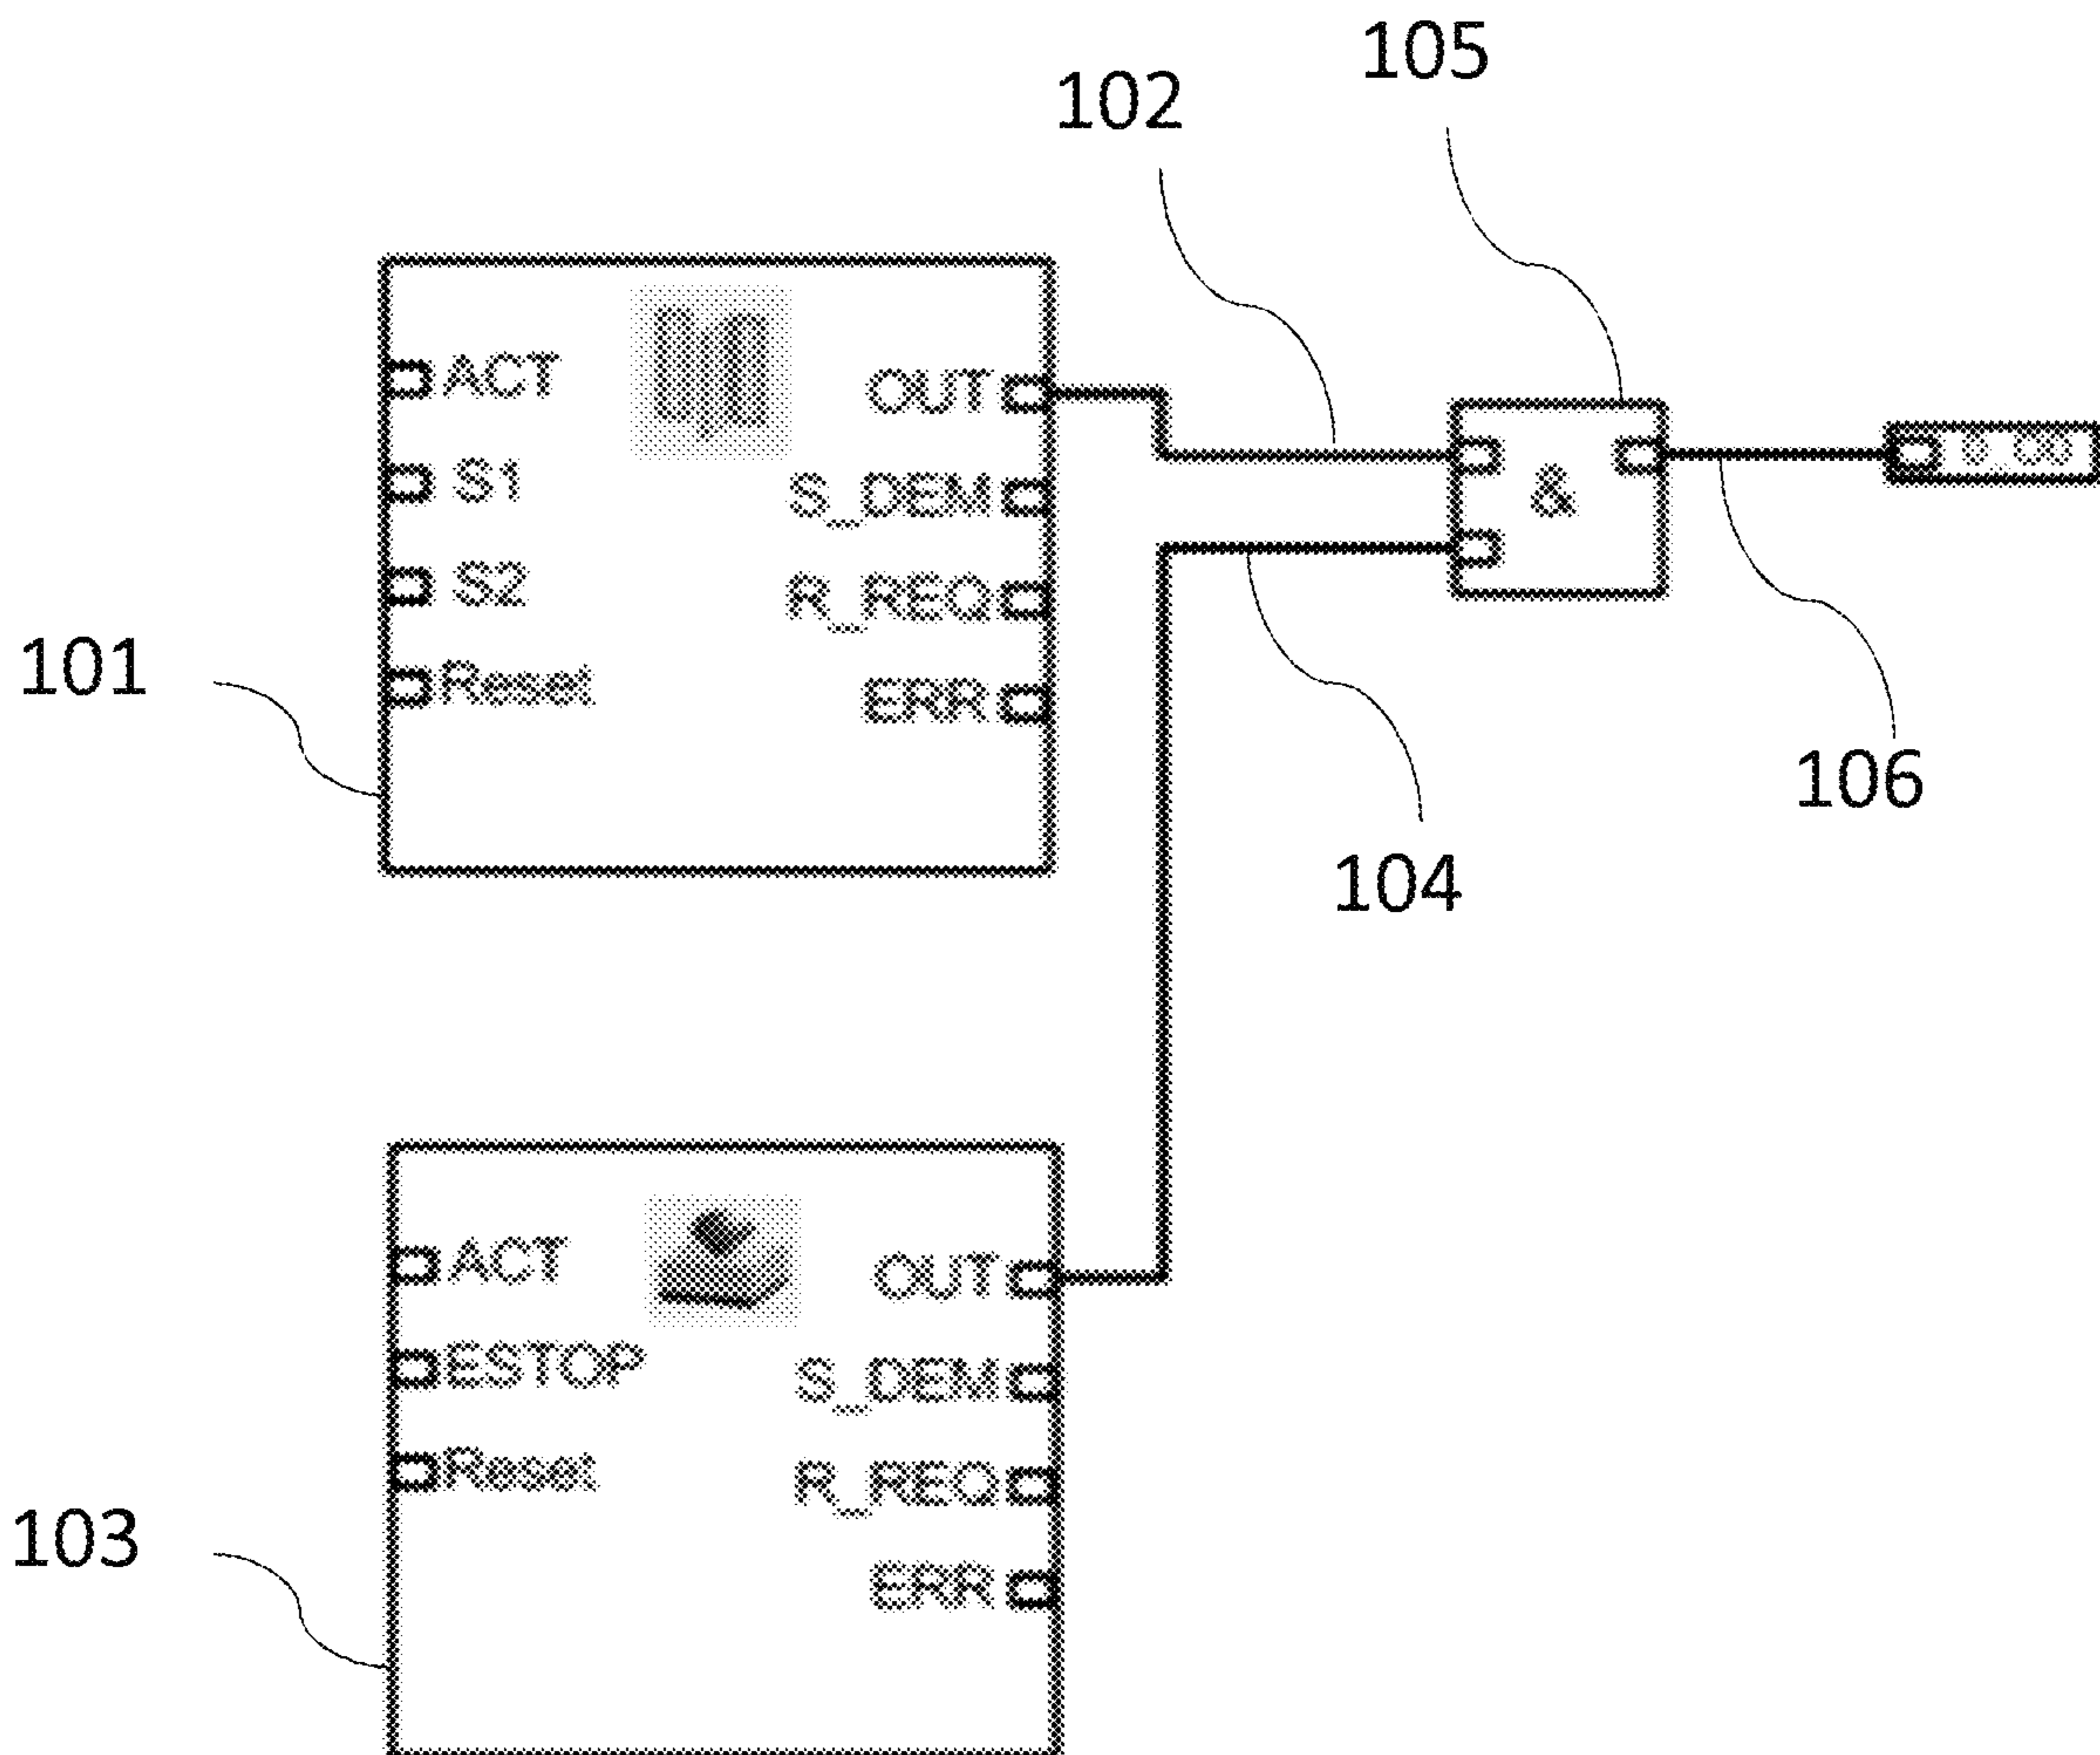 105
102
ACT
OUT
S1
S_DEM
&
S2
R_REQ
101
Reset
ERR
106
104
ACT
OUT
ESTOP
S_DEM
Reset
R_REQ
103
ERR